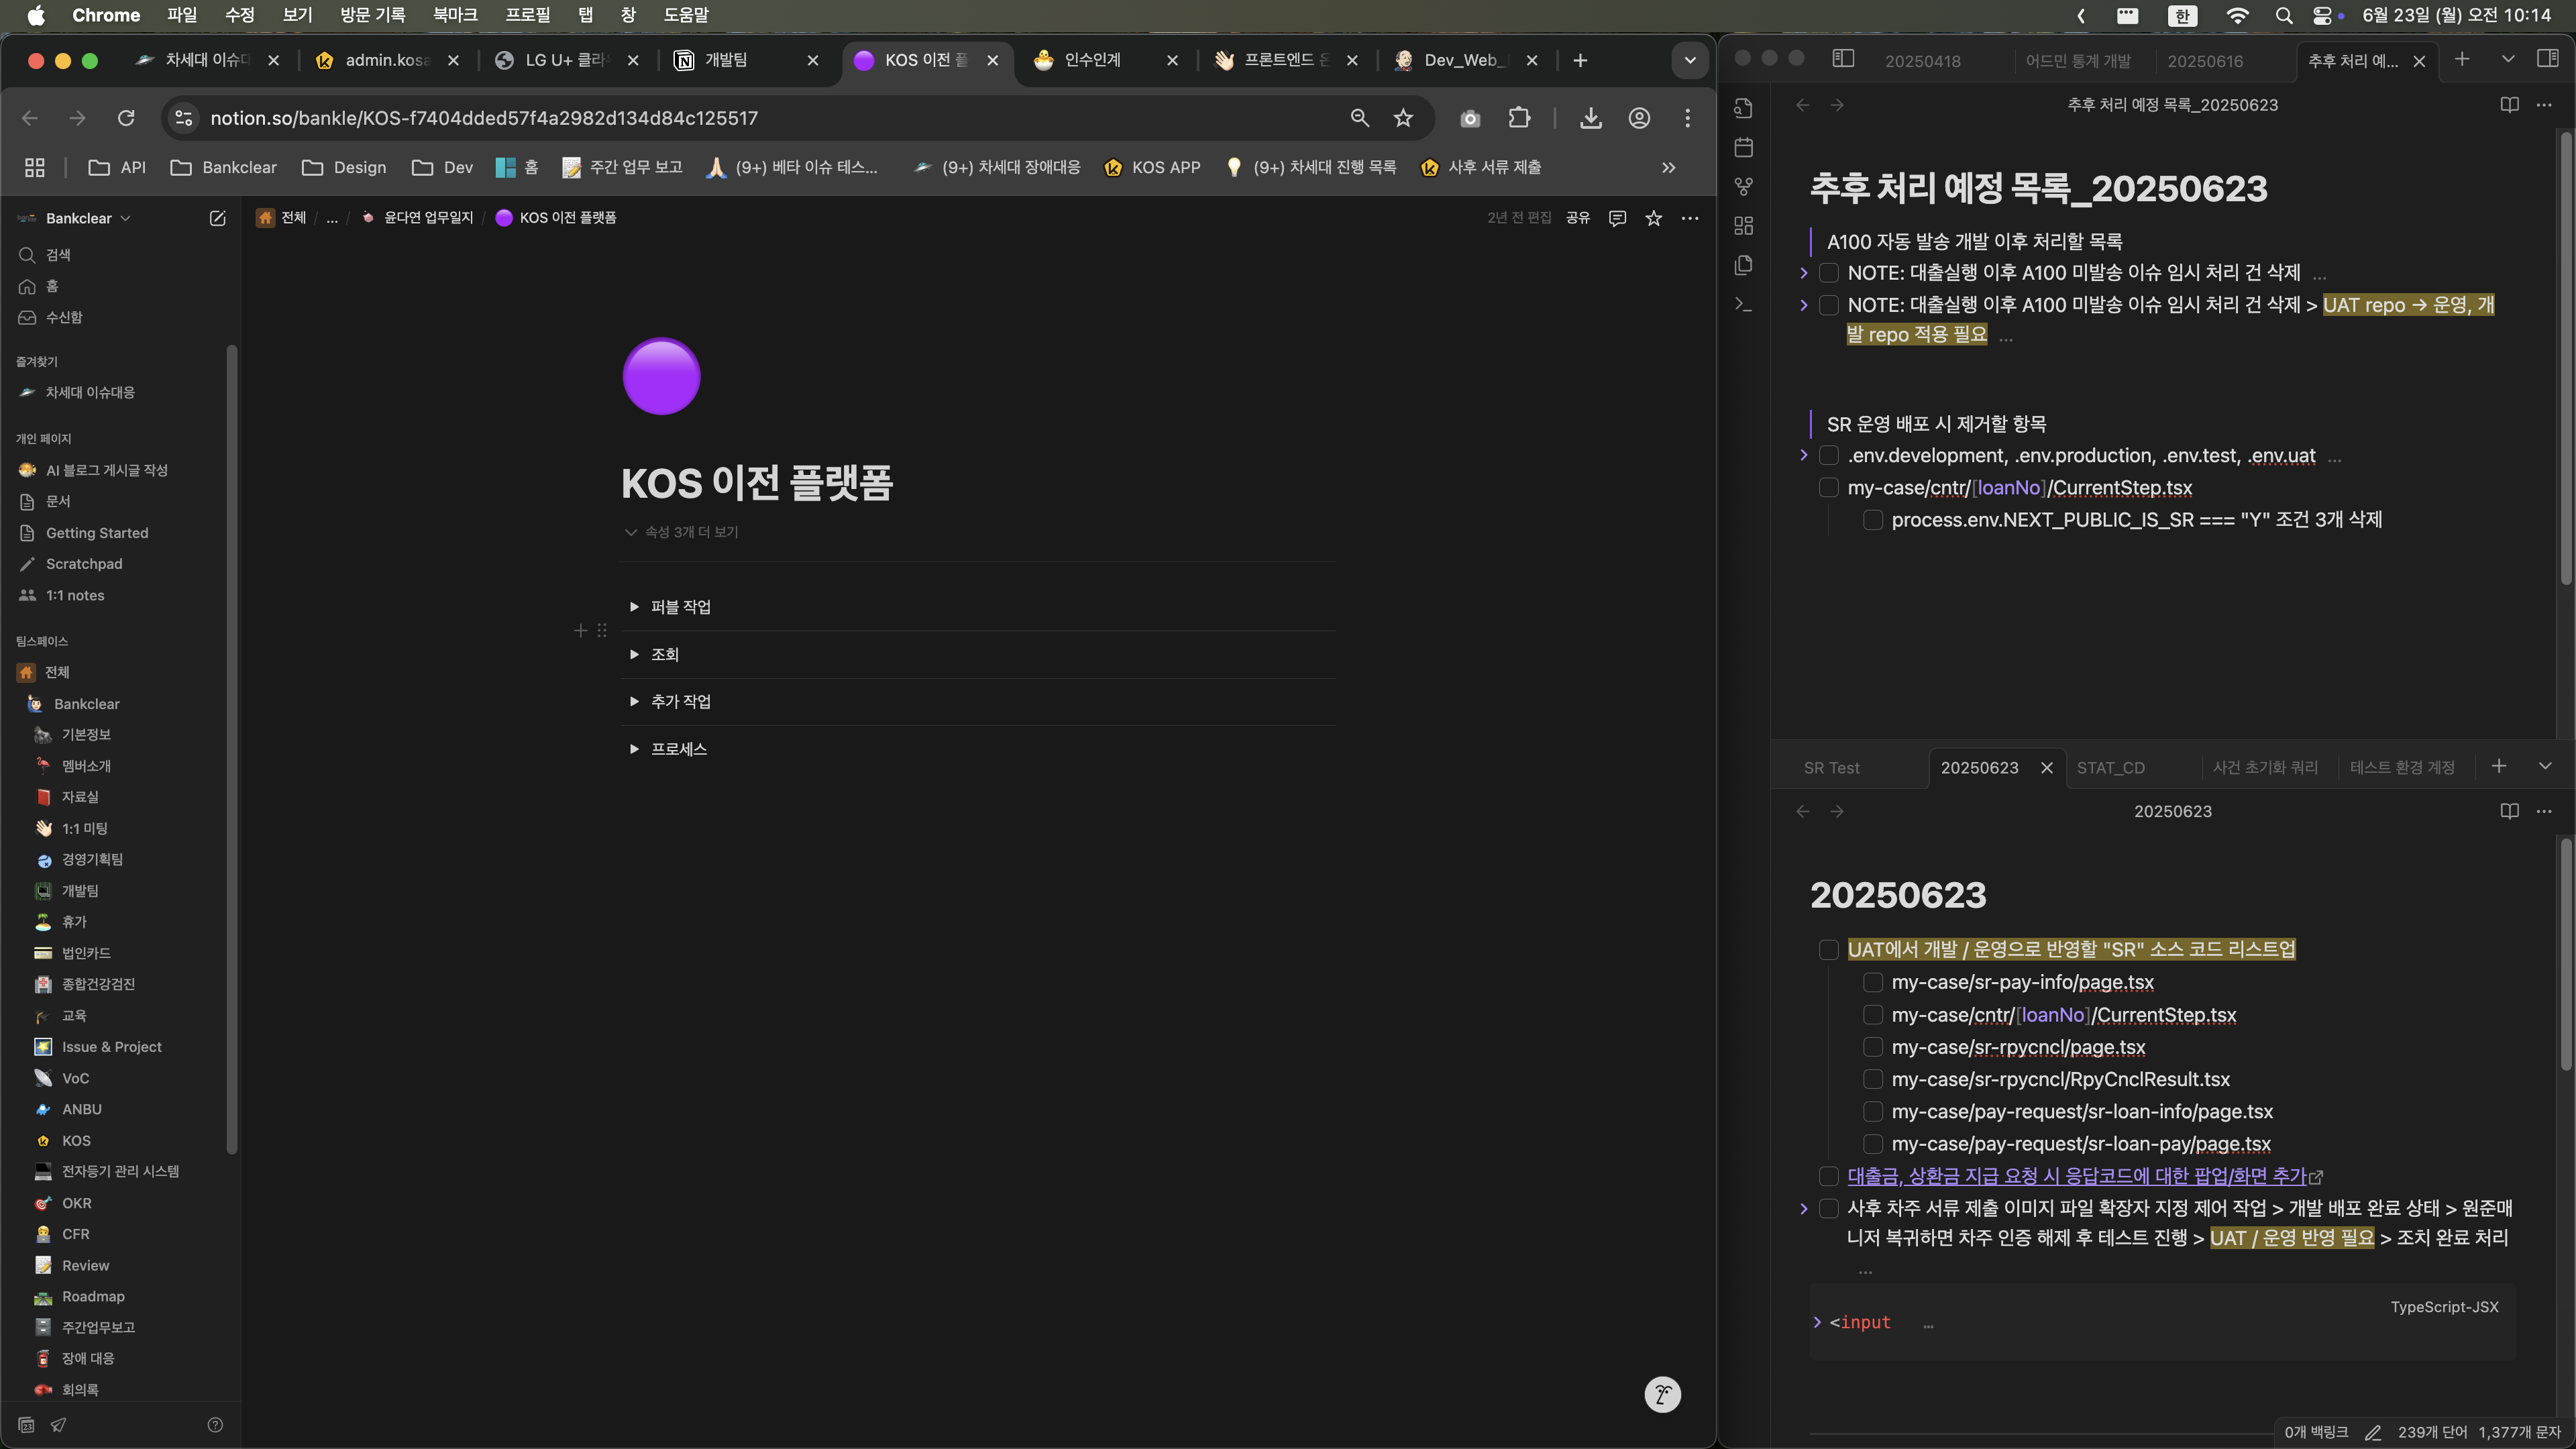 Chrome 파일 수정 보기 방문 기록 북마크 프로필 탭 창 도움말
한 6월 23일 (월) 오전 10:14
차세대 이슈대
admin.kosa
LG U+ 클라
개발팀
KOS 이전 플
인수인계
프론트엔드
Dev_Web_
notion.so/bankle/KOS-f7404dded57f4a2982d134d84c125517
API
Bankclear
Design
Dev
홈
주간 업무 보고
(9+) 베타 이슈 테스...
(9+) 차세대 장애대응
KOS APP
(9+) 차세대 진행 목록
사후 서류 제출
Bankclear
검색
홈
수신함
즐겨찾기
차세대 이슈대응
개인 페이지
AI 블로그 게시글 작성
문서
Getting Started
Scratchpad
1:1 notes
팀스페이스
전체
Bankclear
기본정보
멤버소개
자료실
1:1 미팅
경영기획팀
개발팀
휴가
법인카드
종합건강검진
교육
Issue & Project
VoC
ANBU
KOS
전자등기 관리 시스템
OKR
CFR
Review
Roadmap
주간업무보고
장애 대응
회의록
전체 / ... / 윤다연 업무일지 / KOS 이전 플랫폼
2년 전 편집 공유
KOS 이전 플랫폼
속성 3개 더 보기
퍼블 작업
조회
추가 작업
프로세스
20250418
어드민 통계 개발
20250616
추후 처리 예...
추후 처리 예정 목록_20250623
추후 처리 예정 목록_20250623
A100 자동 발송 개발 이후 처리할 목록
NOTE: 대출실행 이후 A100 미발송 이슈 임시 처리 건 삭제 ...
NOTE: 대출실행 이후 A100 미발송 이슈 임시 처리 건 삭제 > UAT repo → 운영, 개
발 repo 적용 필요 ...
SR 운영 배포 시 제거할 항목
.env.development, .env.production, .env.test, .env.uat ...
my-case/cntr/[loanNo]/CurrentStep.tsx
process.env.NEXT_PUBLIC_IS_SR === "Y" 조건 3개 삭제
SR Test
20250623
STAT_CD
사건 초기화 쿼리
테스트 환경 계정
20250623
20250623
UAT에서 개발 / 운영으로 반영할 "SR" 소스 코드 리스트업
my-case/sr-pay-info/page.tsx
my-case/cntr/[loanNo]/CurrentStep.tsx
my-case/sr-rpycncl/page.tsx
my-case/sr-rpycncl/RpyCnclResult.tsx
my-case/pay-request/sr-loan-info/page.tsx
my-case/pay-request/sr-loan-pay/page.tsx
대출금, 상환금 지급 요청 시 응답코드에 대한 팝업/화면 추가
사후 차주 서류 제출 이미지 파일 확장자 지정 제어 작업 > 개발 배포 완료 상태 > 원준매
니저 복귀하면 차주 인증 해제 후 테스트 진행 > UAT / 운영 반영 필요 > 조치 완료 처리
...
TypeScript-JSX
<input ...
0개 백링크 239개 단어 1,377개 문자